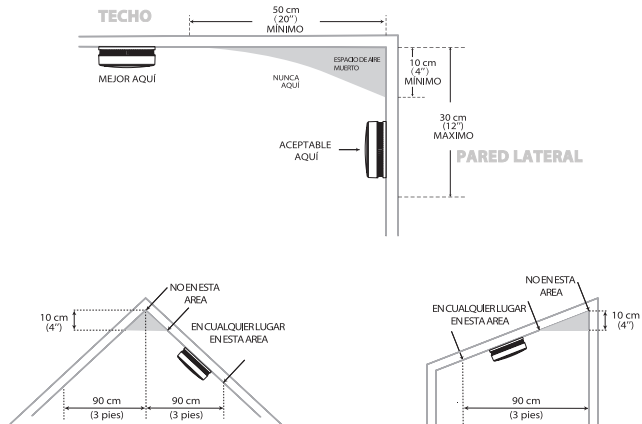 TECHO
50 cm
(20")
MÍNIMO
MEJOR AQUÍ
NUNCA
AQUÍ
ESPACIO DE AIRE
MUERTO
10 cm
(4")
MÍNIMO
30 cm
(12")
MAXIMO
ACEPTABLE
AQUÍ
PARED LATERAL
NO EN ESTA
AREA
10 cm
(4")
EN CUALQUIER LUGAR
EN ESTA AREA
90 cm
(3 pies)
90 cm
(3 pies)
NO EN ESTA
AREA
EN CUALQUIER LUGAR
EN ESTA AREA
10 cm
(4")
90 cm
(3 pies)